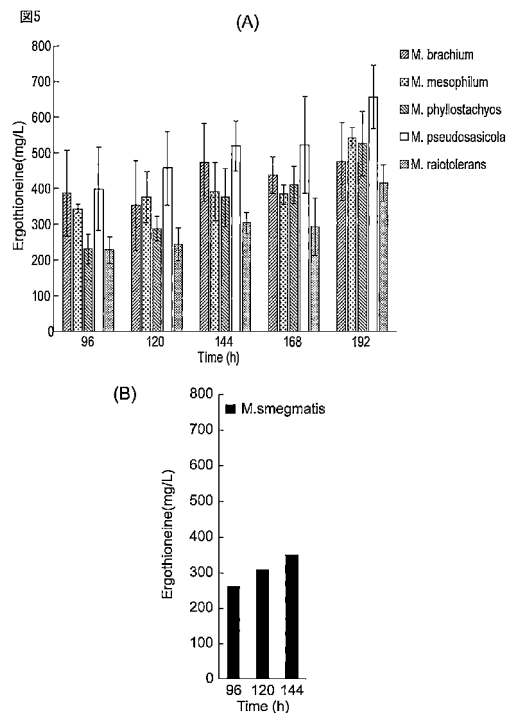 図5
(A)
800
700
600
500
400
300
200
100
0
Ergothioneine(mg/L)
96
120
144
168
192
Time (h)
M. brachium
M. mesophilum
M. phyllostachyos
M. pseudosasicola
M. raiotolerans
(B)
800
700
600
500
400
300
200
100
0
Ergothioneine(mg/L)
M.smegmatis
96 120 144
Time (h)